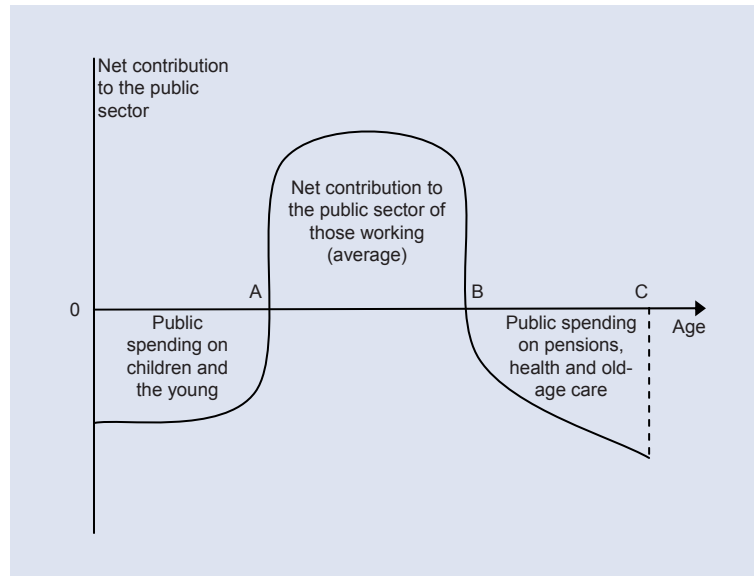 Net contribution
to the public
sector
Net contribution to
the public sector of
those working
(average)
A
B
C
0
Age
Public
spending on
children and
the young
Public spending
on pensions,
health and old-
age care